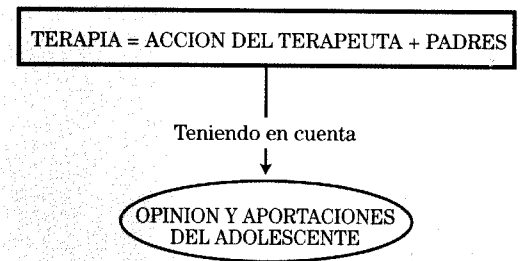 TERAPIA = ACCION DEL TERAPEUTA + PADRES
Teniendo en cuenta
OPINION Y APORTACIONES
DEL ADOLESCENTE